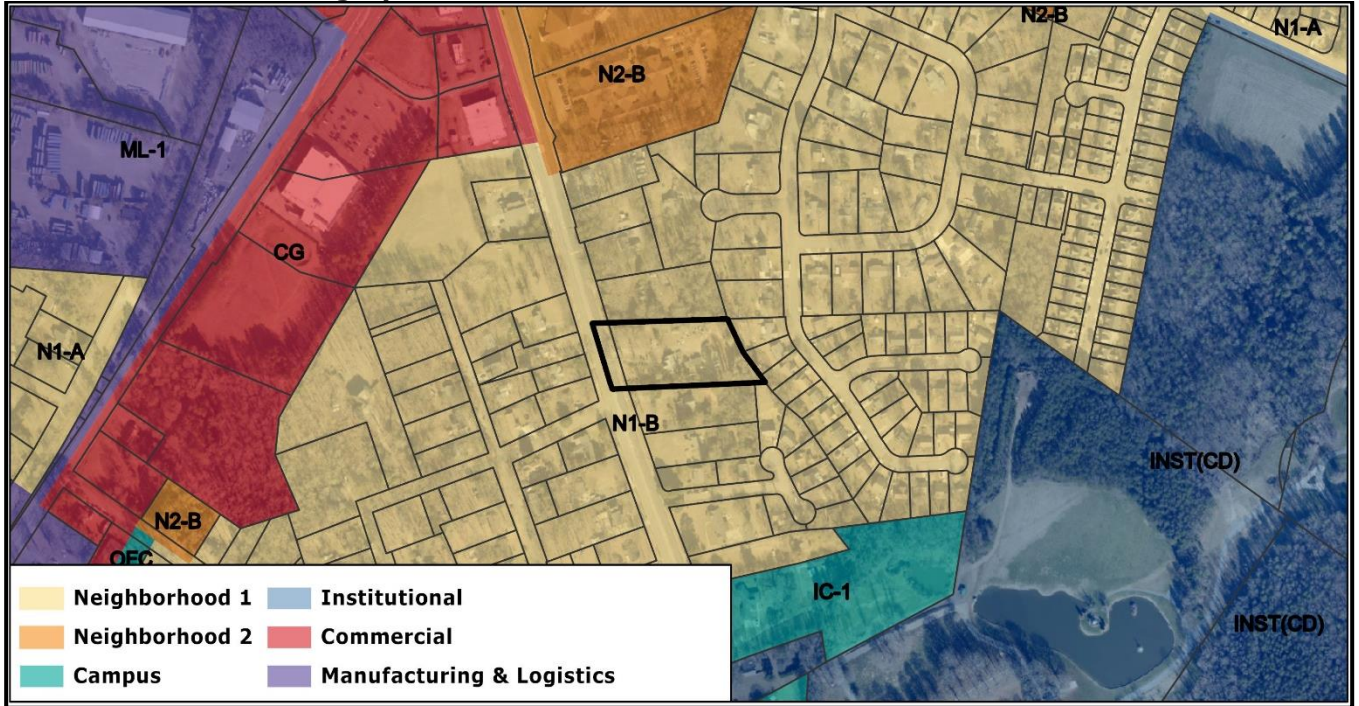 N2-B
N1-A
N2-B
ML-1
CG
N1-A
N1-B
INST(CD)
N2-B
OFC
IC-1
INST(CD)
Neighborhood 1
Institutional
Neighborhood 2
Commercial
Campus
Manufacturing & Logistics